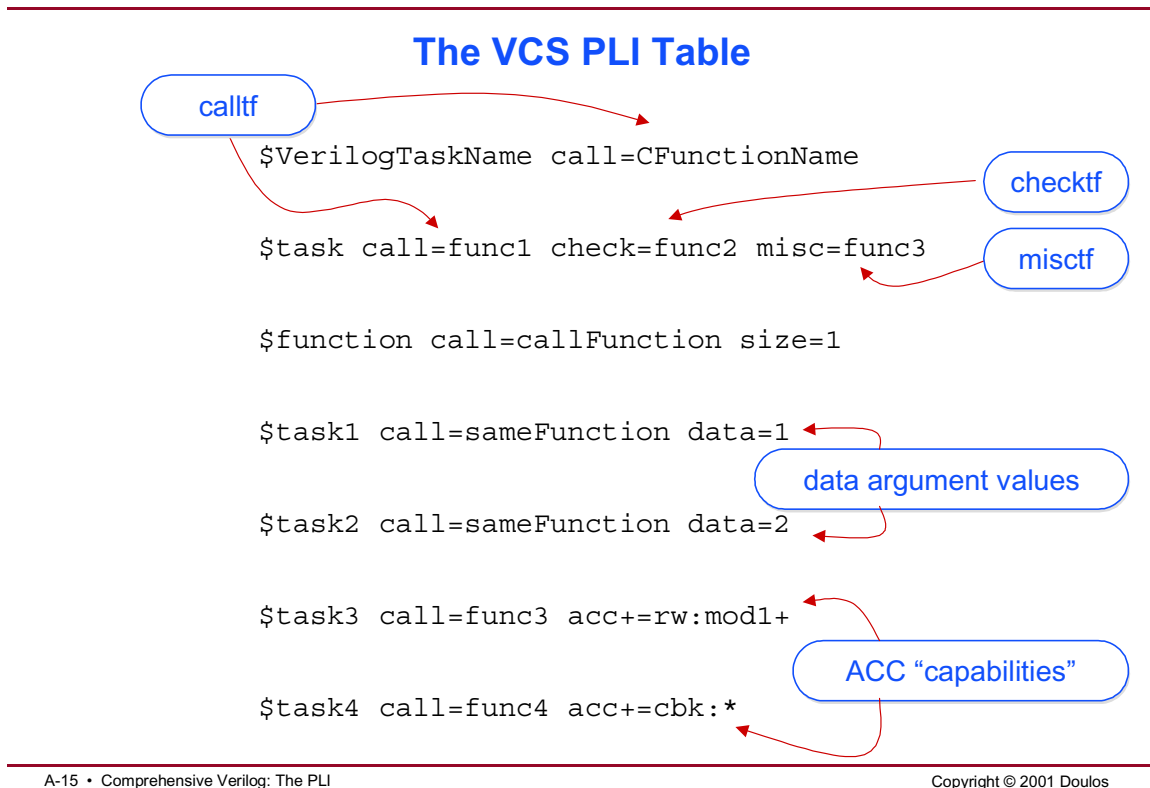 The VCS PLI Table
calltf
$VerilogTaskName call=CFunctionName
checktf
$task call=func1 check=func2 misc=func3
misctf
$function call=callFunction size=1
$task1 call=sameFunction data=1
data argument values
$task2 call=sameFunction data=2
$task3 call=func3 acc+=rw:mod1+
ACC “capabilities”
$task4 call=func4 acc+=cbk:*
A-15 • Comprehensive Verilog: The PLI
Copyright © 2001 Doulos